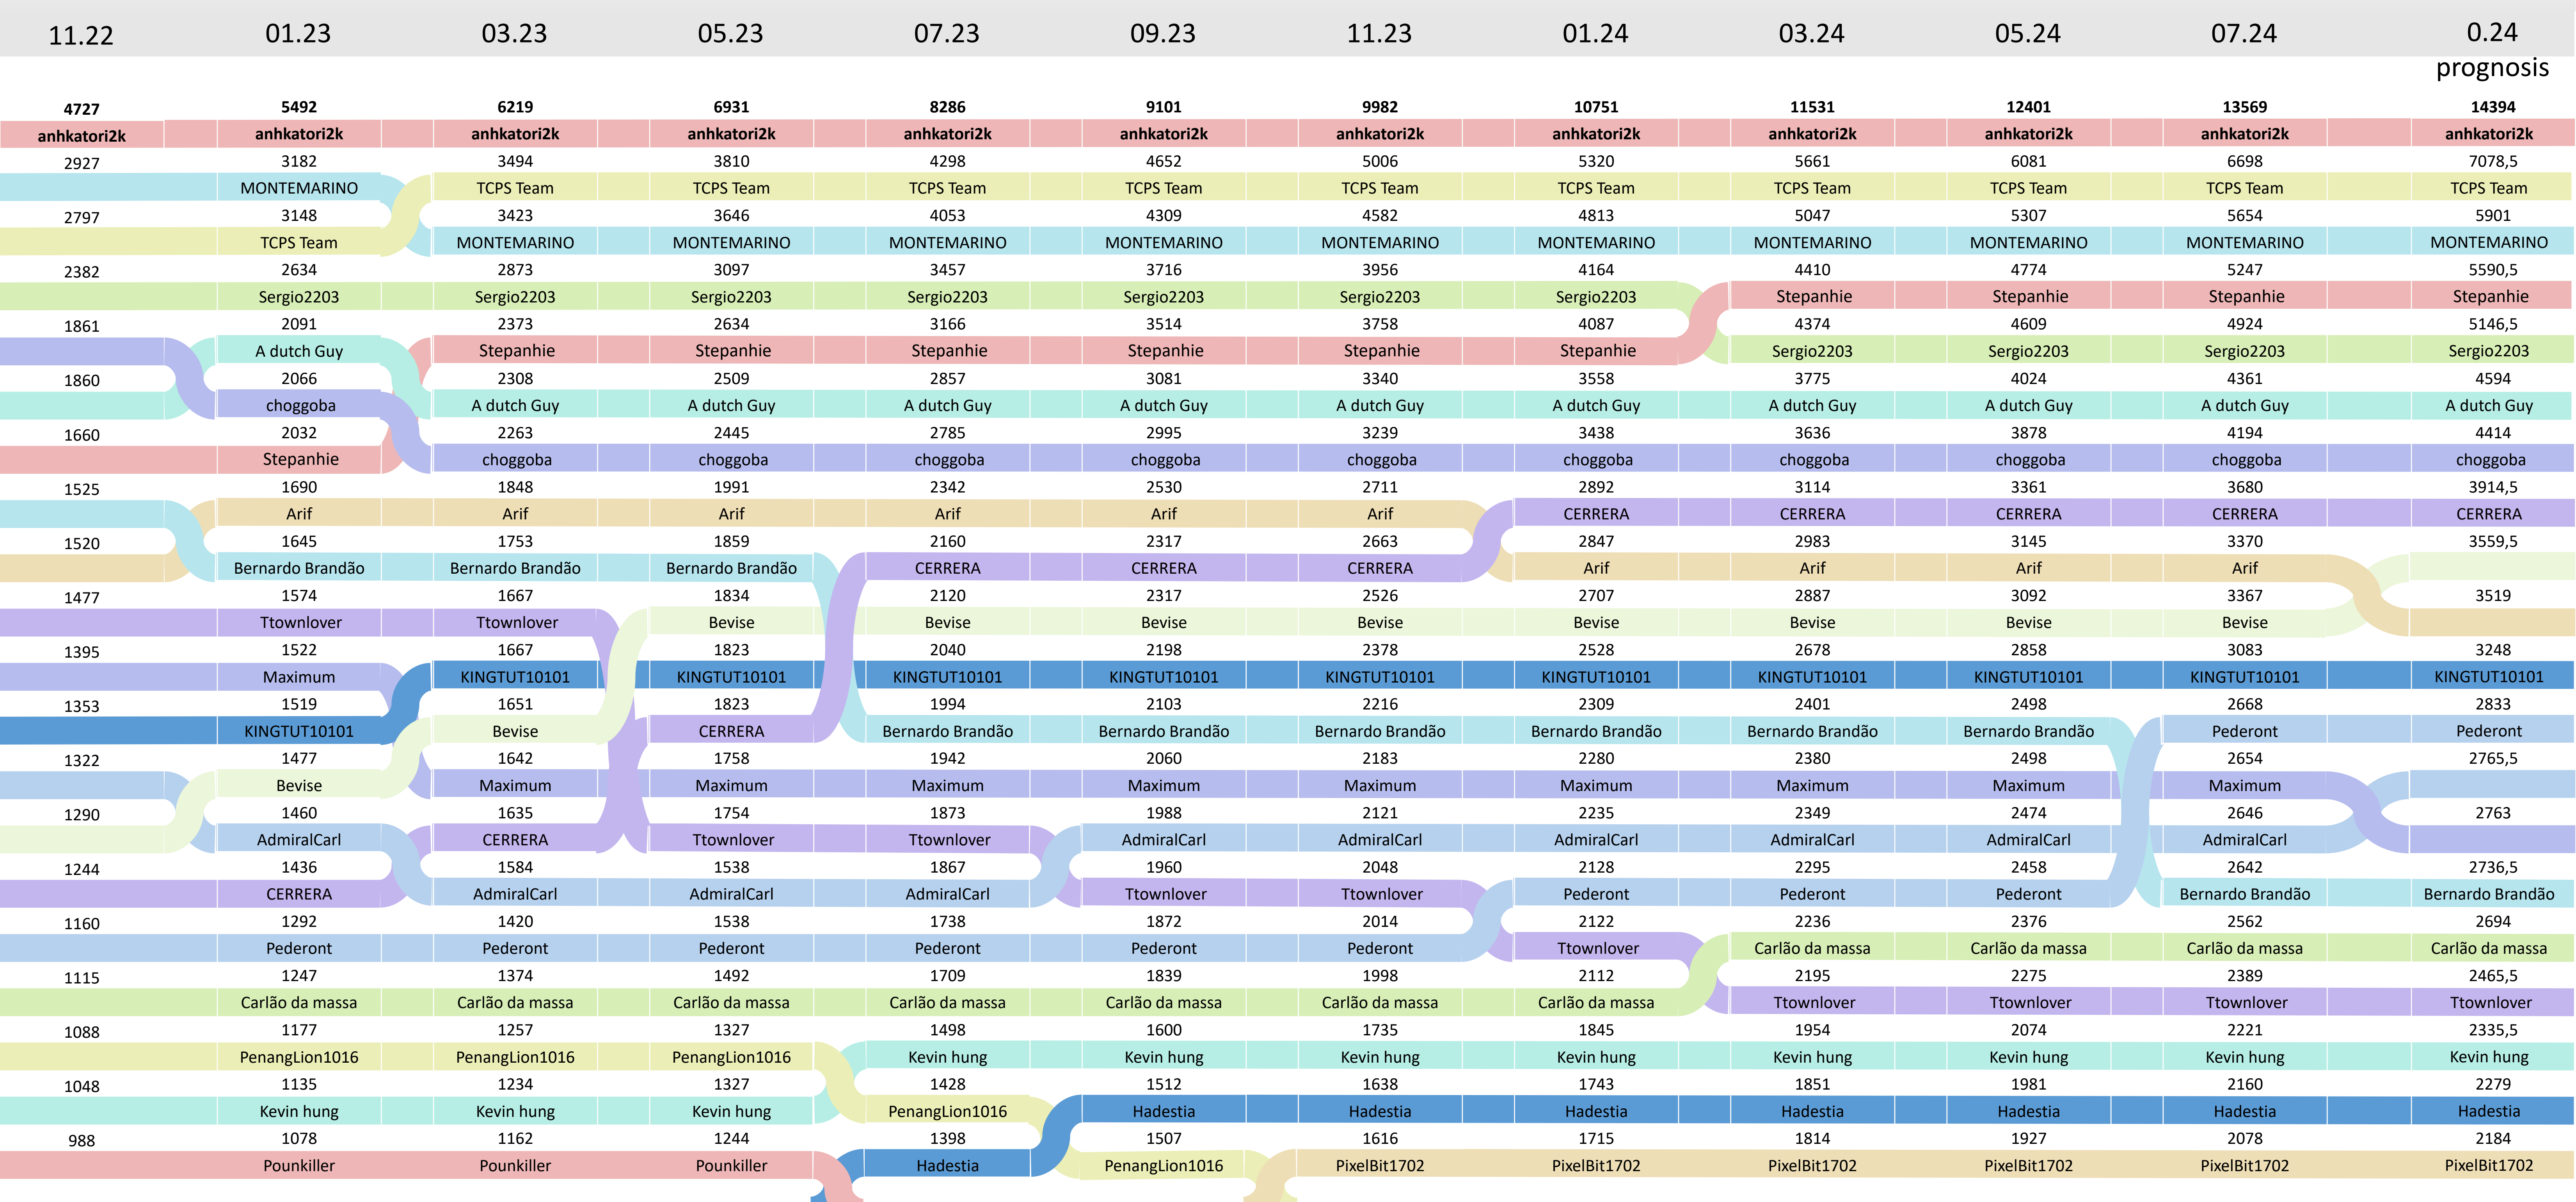 11.22 01.23 03.23 05.23 07.23 09.23 11.23 01.24 03.24 05.24 07.24 0.24
prognosis
4727 5492 6219 6931 8286 9101 9982 10751 11531 12401 13569 14394
anhkatori2k anhkatori2k anhkatori2k anhkatori2k anhkatori2k anhkatori2k anhkatori2k anhkatori2k anhkatori2k anhkatori2k anhkatori2k anhkatori2k
2927 3182 3494 3810 4298 4652 5006 5320 5661 6081 6698 7078,5
MONTEMARINO TCPS Team TCPS Team TCPS Team TCPS Team TCPS Team TCPS Team TCPS Team TCPS Team TCPS Team TCPS Team
2797 3148 3423 3646 4053 4309 4582 4813 5047 5307 5654 5901
TCPS Team MONTEMARINO MONTEMARINO MONTEMARINO MONTEMARINO MONTEMARINO MONTEMARINO MONTEMARINO MONTEMARINO MONTEMARINO MONTEMARINO
2382 2634 2873 3097 3457 3716 3956 4164 4410 4774 5247 5590,5
Sergio2203 Sergio2203 Sergio2203 Sergio2203 Sergio2203 Sergio2203 Sergio2203 Stepanhie Stepanhie Stepanhie Stepanhie
1861 2091 2373 2634 3166 3514 3758 4087 4374 4609 4924 5146,5
A dutch Guy Stepanhie Stepanhie Stepanhie Stepanhie Stepanhie Stepanhie Sergio2203 Sergio2203 Sergio2203 Sergio2203
1860 2066 2308 2509 2857 3081 3340 3558 3775 4024 4361 4594
choggoba A dutch Guy A dutch Guy A dutch Guy A dutch Guy A dutch Guy A dutch Guy A dutch Guy A dutch Guy A dutch Guy A dutch Guy
1660 2032 2263 2445 2785 2995 3239 3438 3636 3878 4194 4414
Stepanhie choggoba choggoba choggoba choggoba choggoba choggoba choggoba choggoba choggoba choggoba
1525 1690 1848 1991 2342 2530 2711 2892 3114 3361 3680 3914,5
Arif Arif Arif Arif Arif Arif CERRERA CERRERA CERRERA CERRERA CERRERA
1520 1645 1753 1859 2160 2317 2663 2847 2983 3145 3370 3559,5
Bernardo Brandão Bernardo Brandão Bernardo Brandão CERRERA CERRERA CERRERA Arif Arif Arif Arif
1477 1574 1667 1834 2120 2317 2526 2707 2887 3092 3367 3519
Ttownlover Ttownlover Bevise Bevise Bevise Bevise Bevise Bevise Bevise Bevise
1395 1522 1667 1823 2040 2198 2378 2528 2678 2858 3083 3248
Maximum KINGTUT10101 KINGTUT10101 KINGTUT10101 KINGTUT10101 KINGTUT10101 KINGTUT10101 KINGTUT10101 KINGTUT10101 KINGTUT10101 KINGTUT10101
1353 1519 1651 1823 1994 2103 2216 2309 2401 2498 2668 2833
KINGTUT10101 Bevise CERRERA Bernardo Brandão Bernardo Brandão Bernardo Brandão Bernardo Brandão Bernardo Brandão Bernardo Brandão Pederont Pederont
1322 1477 1642 1758 1942 2060 2183 2280 2380 2498 2654 2765,5
Bevise Maximum Maximum Maximum Maximum Maximum Maximum Maximum Maximum Maximum
1290 1460 1635 1754 1873 1988 2121 2235 2349 2474 2646 2763
AdmiralCarl CERRERA Ttownlover Ttownlover AdmiralCarl AdmiralCarl AdmiralCarl AdmiralCarl AdmiralCarl AdmiralCarl
1244 1436 1584 1538 1867 1960 2048 2128 2295 2458 2642 2736,5
CERRERA AdmiralCarl AdmiralCarl AdmiralCarl Ttownlover Ttownlover Pederont Pederont Pederont Bernardo Brandão Bernardo Brandão
1160 1292 1420 1538 1738 1872 2014 2122 2236 2376 2562 2694
Pederont Pederont Pederont Pederont Pederont Pederont Ttownlover Carlão da massa Carlão da massa Carlão da massa Carlão da massa
1115 1247 1374 1492 1709 1839 1998 2112 2195 2275 2389 2465,5
Carlão da massa Carlão da massa Carlão da massa Carlão da massa Carlão da massa Carlão da massa Carlão da massa Ttownlover Ttownlover Ttownlover Ttownlover
1088 1177 1257 1327 1498 1600 1735 1845 1954 2074 2221 2335,5
PenangLion1016 PenangLion1016 PenangLion1016 Kevin hung Kevin hung Kevin hung Kevin hung Kevin hung Kevin hung Kevin hung Kevin hung
1048 1135 1234 1327 1428 1512 1638 1743 1851 1981 2160 2279
Kevin hung Kevin hung Kevin hung PenangLion1016 Hadestia Hadestia Hadestia Hadestia Hadestia Hadestia Hadestia
988 1078 1162 1244 1398 1507 1616 1715 1814 1927 2078 2184
Pounkiller Pounkiller Pounkiller Hadestia PenangLion1016 PixelBit1702 PixelBit1702 PixelBit1702 PixelBit1702 PixelBit1702 PixelBit1702